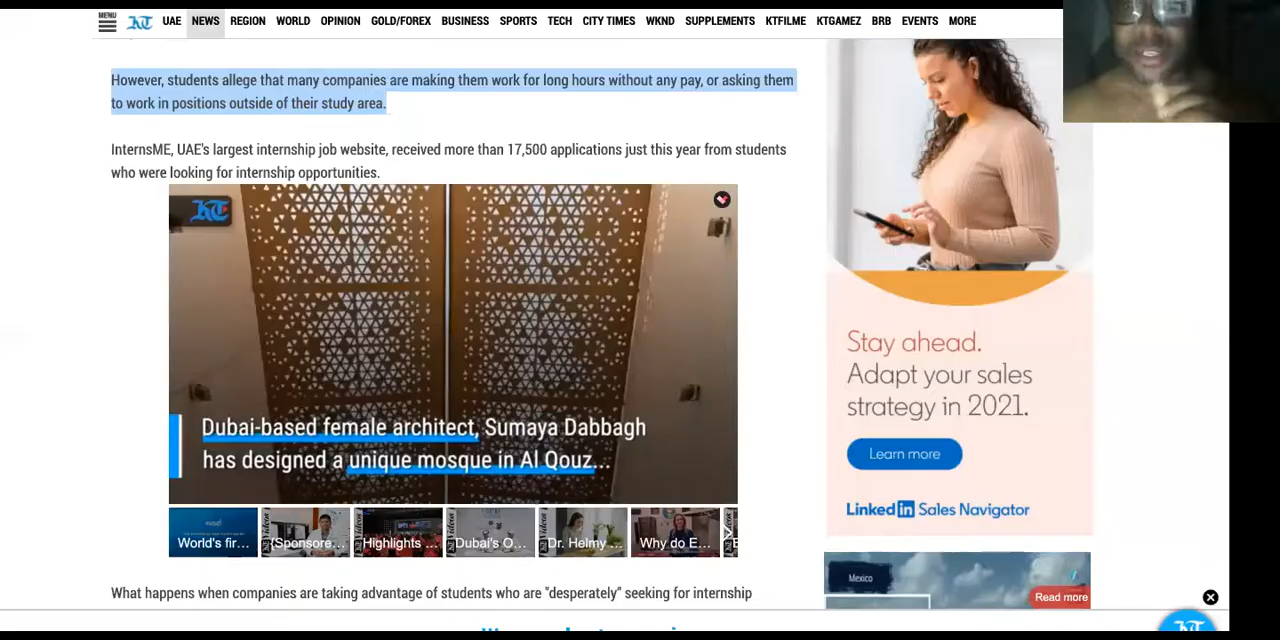 MENU
KT
UAE NEWS REGION WORLD OPINION GOLD/FOREX BUSINESS SPORTS TECH CITY TIMES WKND SUPPLEMENTS KTFILME KTGAMEZ BRB EVENTS MORE
However, students allege that many companies are making them work for long hours without any pay, or asking them
to work in positions outside of their study area.
InternsME, UAE's largest internship job website, received more than 17,500 applications just this year from students
who were looking for internship opportunities.
KT
Dubai-based female architect, Sumaya Dabbagh
has designed a unique mosque in Al Qouz...
World's fir... (Sponsore... Highlights ... Dubai's O... Dr. Helmy ... Why do E...
What happens when companies are taking advantage of students who are "desperately" seeking for internship
Stay ahead.
Adapt your sales
strategy in 2021.
Learn more
LinkedIn Sales Navigator
Mexico
Read more